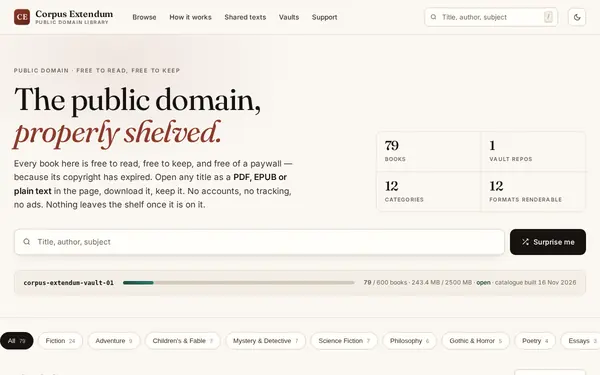 CE Corpus Extendum
PUBLIC DOMAIN LIBRARY
Browse How it works Shared texts Vaults Support
Title, author, subject /
PUBLIC DOMAIN · FREE TO READ, FREE TO KEEP
The public domain,
properly shelved.
Every book here is free to read, free to keep, and free of a paywall —
because its copyright has expired. Open any title as a PDF, EPUB or
plain text in the page, download it, keep it. No accounts, no tracking,
no ads. Nothing leaves the shelf once it is on it.
79
BOOKS
1
VAULT REPOS
12
CATEGORIES
12
FORMATS RENDERABLE
Title, author, subject
Surprise me
corpus-extendum-vault-01
79 / 600 books · 243.4 MB / 2500 MB · open · catalogue built 16 Nov 2026
All 79 Fiction 24 Adventure 9 Children's & Fable 7 Mystery & Detective 7 Science Fiction 7 Philosophy 6 Gothic & Horror 5 Poetry 4 Essays 3